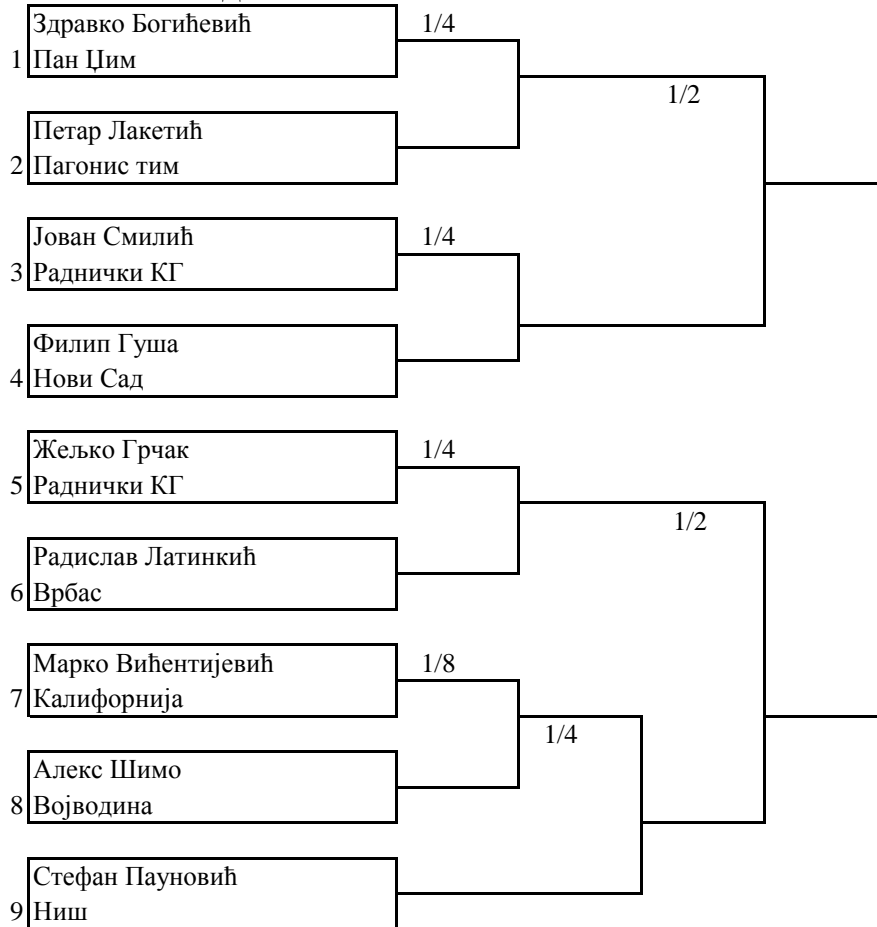 Здравко Богићевић
1/4
1 Пан Џим
1/2
Петар Лакетић
2 Пагонис тим
Јован Смилић
1/4
3 Раднички КГ
Филип Гуша
4 Нови Сад
Жељко Грчак
1/4
5 Раднички КГ
1/2
Радислав Латинкић
6 Врбас
Марко Вићентијевић
1/8
7 Калифорнија
1/4
Алекс Шимо
8 Војводина
Стефан Пауновић
9 Ниш